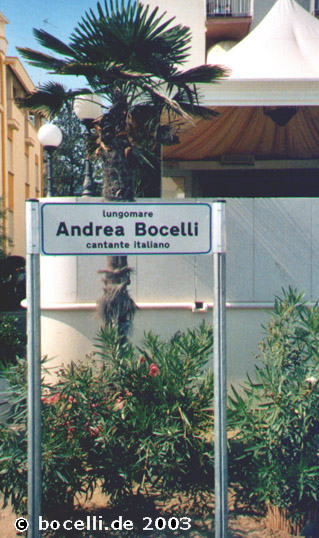 lungomare
Andrea Bocelli
cantante italiano
© bocelli.de 2003